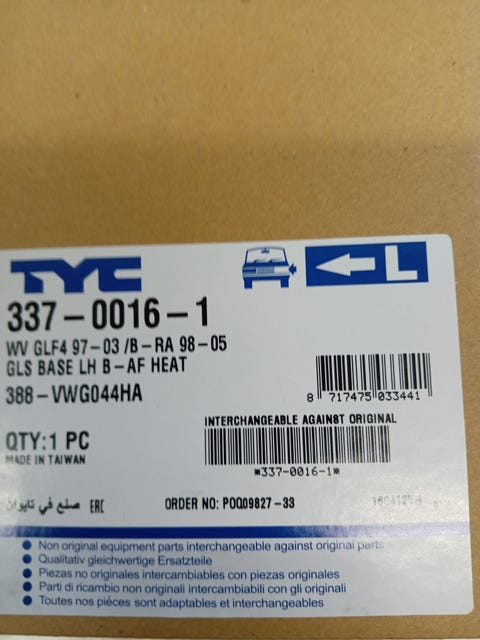 TYC
L
337-0016-1
WV GLF4 97-03 /B-RA 98-05
GLS BASE LH B-AF HEAT
388-VWG044HA
8 717475 033441
INTERCHANGEABLE AGAINST ORIGINAL
*337-0016-1*
QTY:1 PC
MADE IN TAIWAN
صنع في تايوان EAC
ORDER NO: POQ09827-33
Non original equipment parts interchangeable against original parts
Qualitativ gleichwertige Ersatzteile
Piezas no originales intercambiables con piezas originales
Parti di ricambio non originali intercambiabili con gli originali
Toutes nos piéces sont adaptables et interchangeables